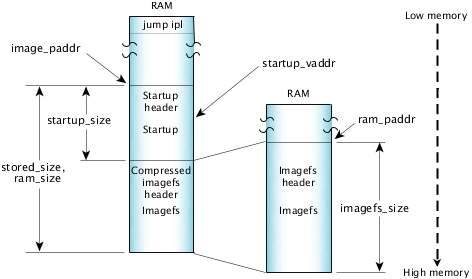 RAM
Low memory
jump ipl
image_paddr
startup_vaddr
Startup
header
RAM
startup_size
ram_paddr
Startup
stored_size,
ram_size
Compressed
imagefs
header
Imagefs
header
Imagefs
Imagefs
imagefs_size
High memory